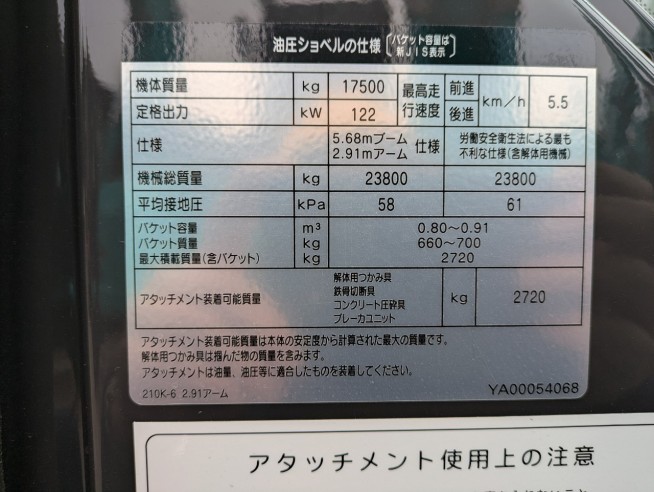 油圧ショベルの仕様 [バケット容量は 新JIS表示]
機体質量 kg 17500 最高走行速度 前進 後進 km/h 5.5
定格出力 kW 122
仕様 5.68mブーム 2.91mアーム 仕様 労働安全衛生法による最も不利な仕様(含解体用機械)
機械総質量 kg 23800 23800
平均接地圧 kPa 58 61
バケット容量 m³ 0.80～0.91
バケット質量 kg 660～700
最大積載質量(含バケット) kg 2720
アタッチメント装着可能質量 解体用つかみ具 鉄骨切断具 コンクリート圧砕具 ブレーカユニット kg 2720
アタッチメント装着可能質量は本体の安定度から計算された最大の質量です。
解体用つかみ具は掴んだ物の質量を含みます。
アタッチメントは油量、油圧等に適合したものを装着してください。
210K-6 2.91アーム YA00054068
アタッチメント使用上の注意